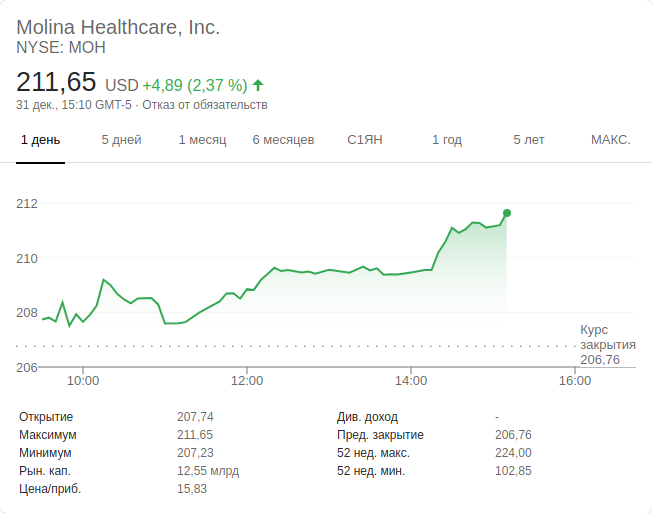 Molina Healthcare, Inc.
NYSE: MOH
211,65 USD +4,89 (2,37 %)
31 дек., 15:10 GMT-5 · Отказ от обязательств
1 день 5 дней 1 месяц 6 месяцев С1ЯН 1 год 5 лет МАКС.
212
210
208
206
Курс
закрытия
206,76
10:00 12:00 14:00 16:00
Открытие 207,74 Див. доход -
Максимум 211,65 Пред. закрытие 206,76
Минимум 207,23 52 нед. макс. 224,00
Рын. кап. 12,55 млрд 52 нед. мин. 102,85
Цена/приб. 15,83